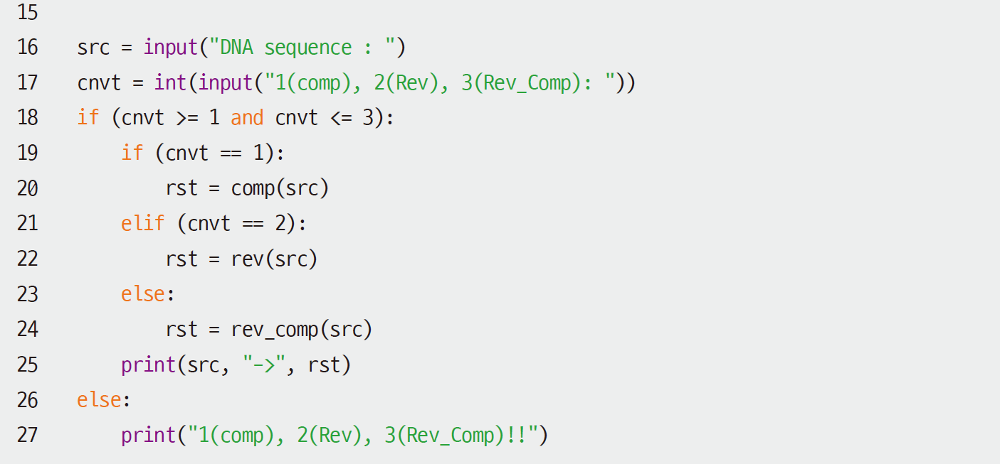 15
16 src = input("DNA sequence : ")
17 cnvt = int(input("1(comp), 2(Rev), 3(Rev_Comp): "))
18 if (cnvt >= 1 and cnvt <= 3):
19     if (cnvt == 1):
20         rst = comp(src)
21     elif (cnvt == 2):
22         rst = rev(src)
23     else:
24         rst = rev_comp(src)
25     print(src, "->", rst)
26 else:
27     print("1(comp), 2(Rev), 3(Rev_Comp)!!")